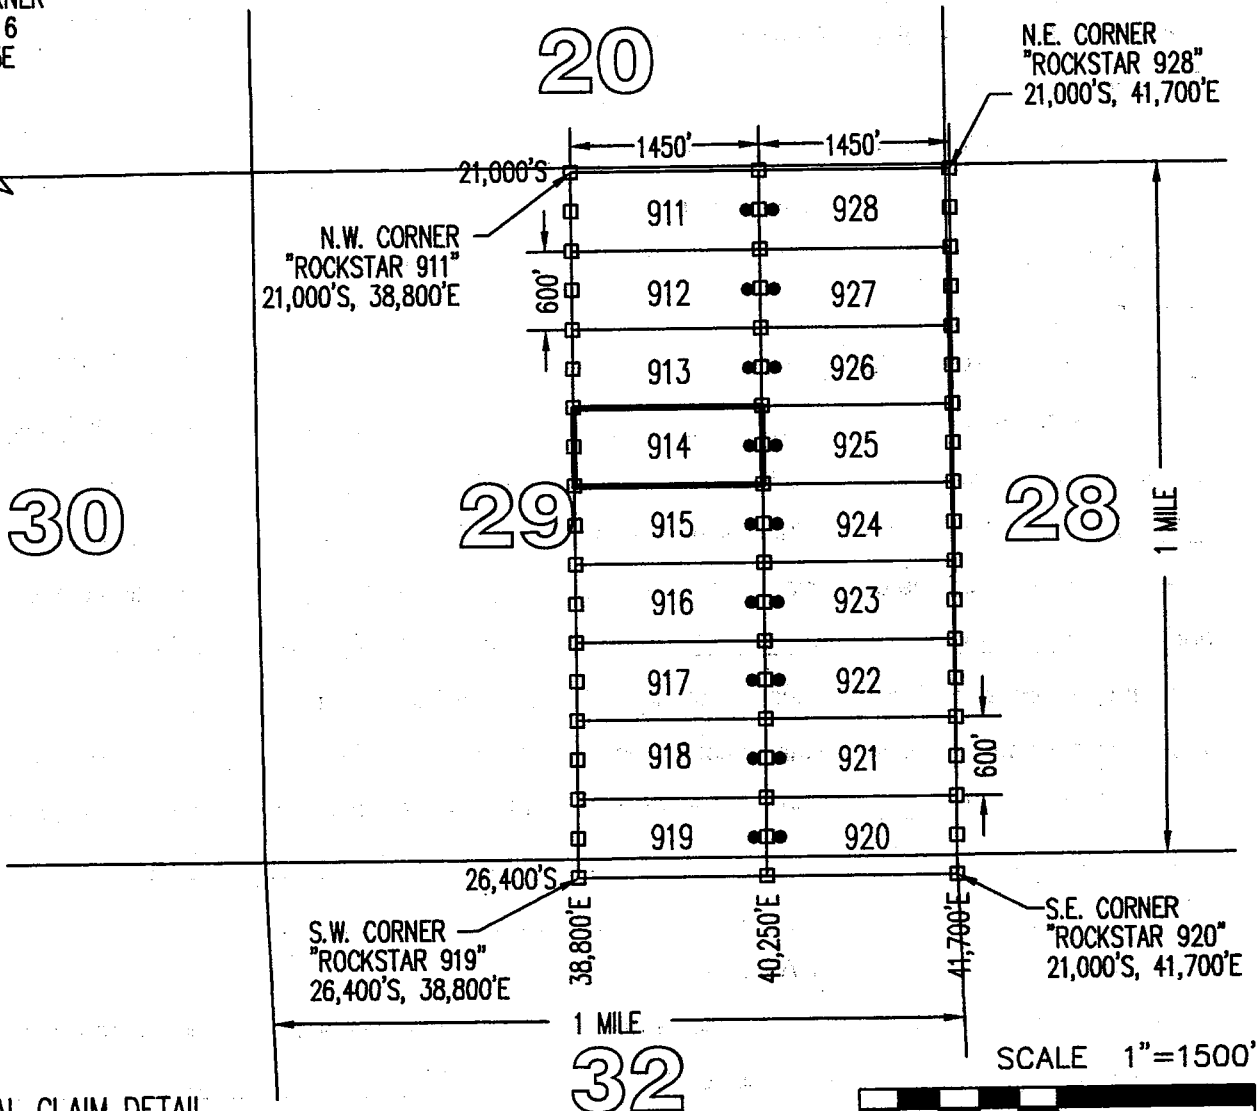 6
20
N.E. CORNER
"ROCKSTAR 928"
21,000'S, 41,700'E
1450'
1450'
21,000'S
911
928
N.W. CORNER
"ROCKSTAR 911"
21,000'S, 38,800'E
600'
912
927
913
926
914
925
30
29
28
1 MILE
915
924
916
923
917
922
918
921
600'
919
920
26,400'S
38,800'E
40,250'E
41,700'E
S.W. CORNER
"ROCKSTAR 919"
26,400'S, 38,800'E
S.E. CORNER
"ROCKSTAR 920"
21,000'S, 41,700'E
1 MILE
32
SCALE 1"=1500'
CLAIM DETAIL